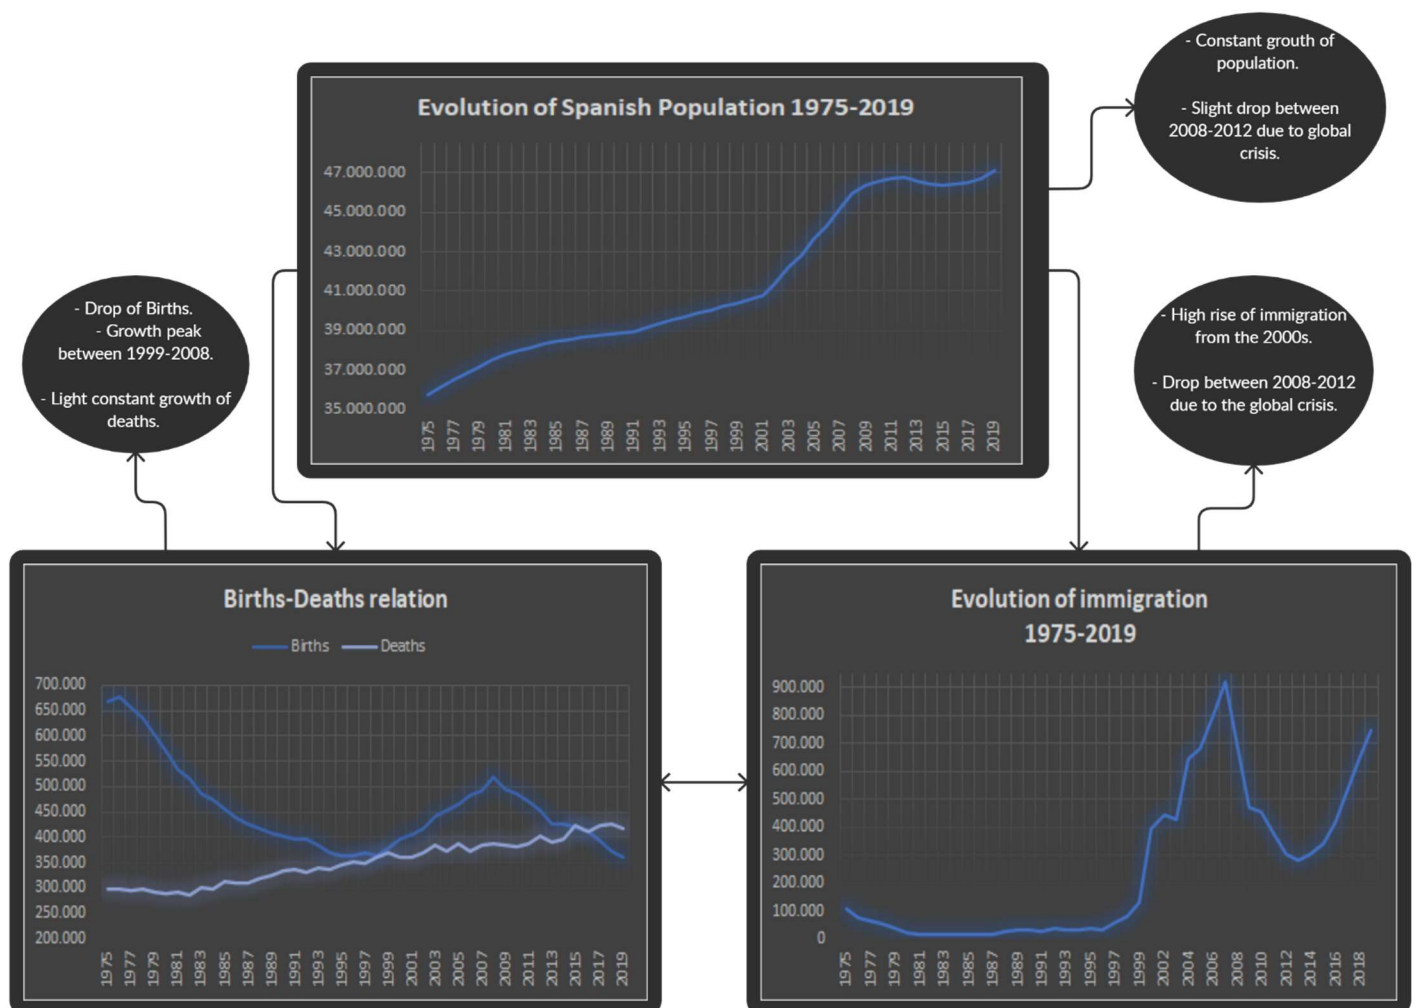 - Constant grouth of
population.
- Slight drop between
2008-2012 due to global
crisis.
Evolution of Spanish Population 1975-2019
47.000.000
45.000.000
43.000.000
41.000.000
39.000.000
37.000.000
35.000.000
1975 1977 1979 1981 1983 1985 1987 1989 1991 1993 1995 1997 1999 2001 2003 2005 2007 2009 2011 2013 2015 2017 2019
- Drop of Births.
- Growth peak
between 1999-2008.
- Light constant growth of
deaths.
- High rise of immigration
from the 2000s.
- Drop between 2008-2012
due to the global crisis.
Births-Deaths relation
Births Deaths
700.000
650.000
600.000
550.000
500.000
450.000
400.000
350.000
300.000
250.000
200.000
1975 1977 1979 1981 1983 1985 1987 1989 1991 1993 1995 1997 1999 2001 2003 2005 2007 2009 2011 2013 2015 2017 2019
Evolution of immigration
1975-2019
900.000
800.000
700.000
600.000
500.000
400.000
300.000
200.000
100.000
0
1975 1977 1979 1981 1983 1985 1987 1989 1991 1993 1995 1997 1999 2002 2004 2006 2008 2010 2012 2014 2016 2018